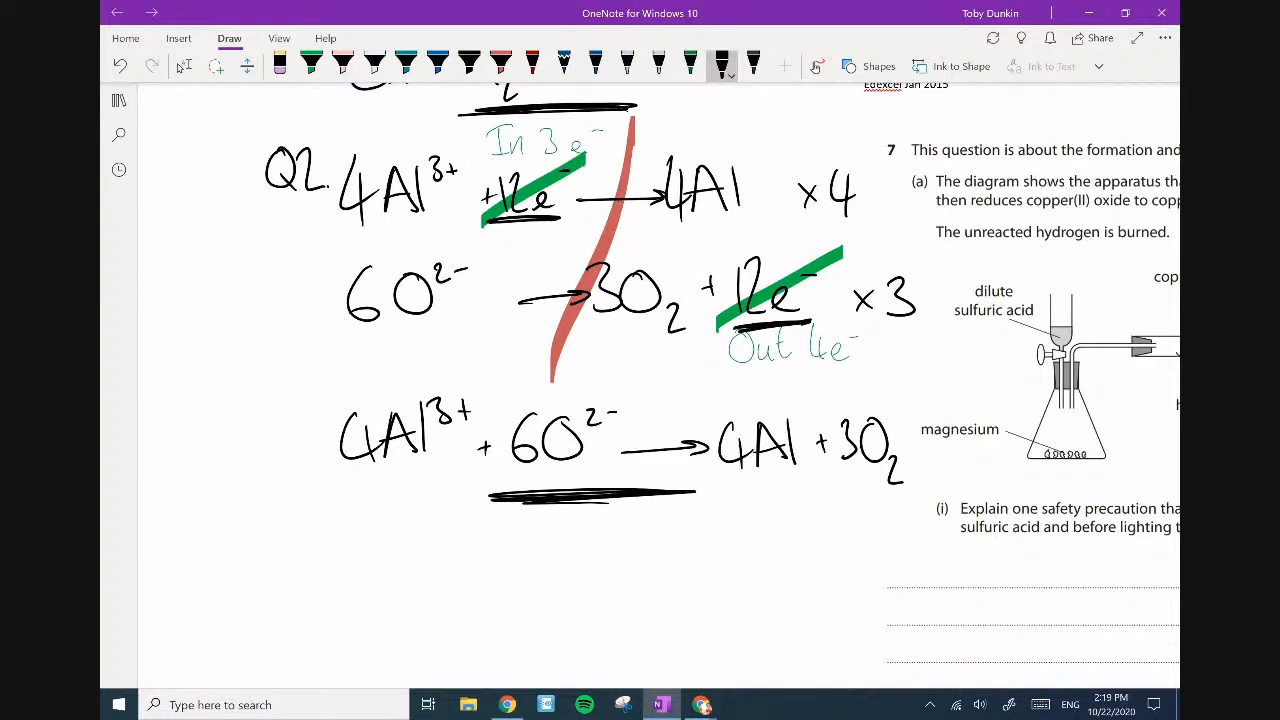 OneNote for Windows 10
Toby Dunkin
Home Insert Draw View Help
Share
Shapes Ink to Shape Ink to Text
Edexcel Jan 2015
In 3e⁻
Q2. 4Al³⁺ +12e⁻ → 4Al ×4
6O²⁻ → 3O₂ + 12e⁻ ×3
Out 4e⁻
4Al³⁺ + 6O²⁻ → 4Al + 3O₂
7 This question is about the formation and
(a) The diagram shows the apparatus tha
then reduces copper(II) oxide to copp
The unreacted hydrogen is burned.
cop
dilute
sulfuric acid
magnesium
(i) Explain one safety precaution tha
sulfuric acid and before lighting t
Type here to search
ENG
2:19 PM
10/22/2020